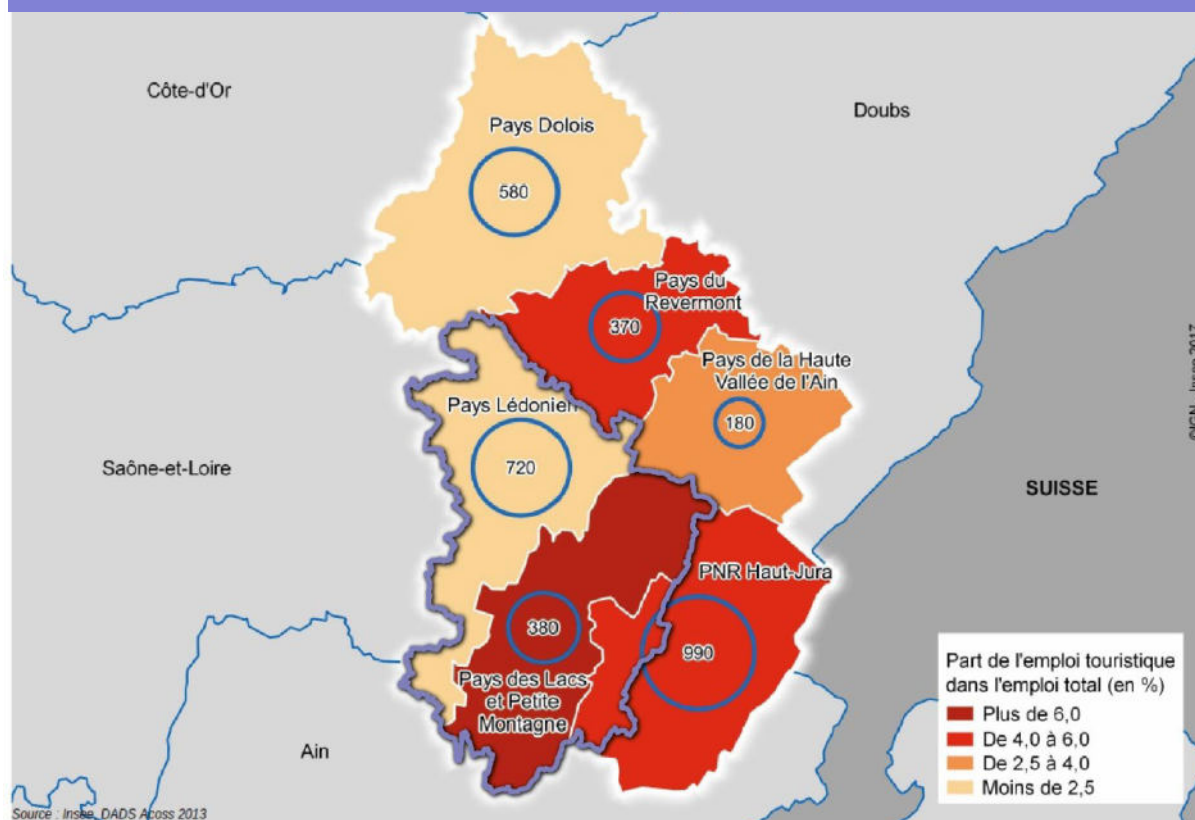 Côte-d'Or
Doubs
Pays Dolois
580
Pays du
Revermont
370
Pays de la Haute
Vallée de l'Ain
180
Pays Lédonien
720
Saône-et-Loire
SUISSE
PNR Haut-Jura
990
380
Pays des Lacs
et Petite
Montagne
Ain
Part de l'emploi touristique
dans l'emploi total (en %)
Plus de 6,0
De 4,0 à 6,0
De 2,5 à 4,0
Moins de 2,5
©IGN - Insee 2017
Source : Insee, DADS Acoss 2013